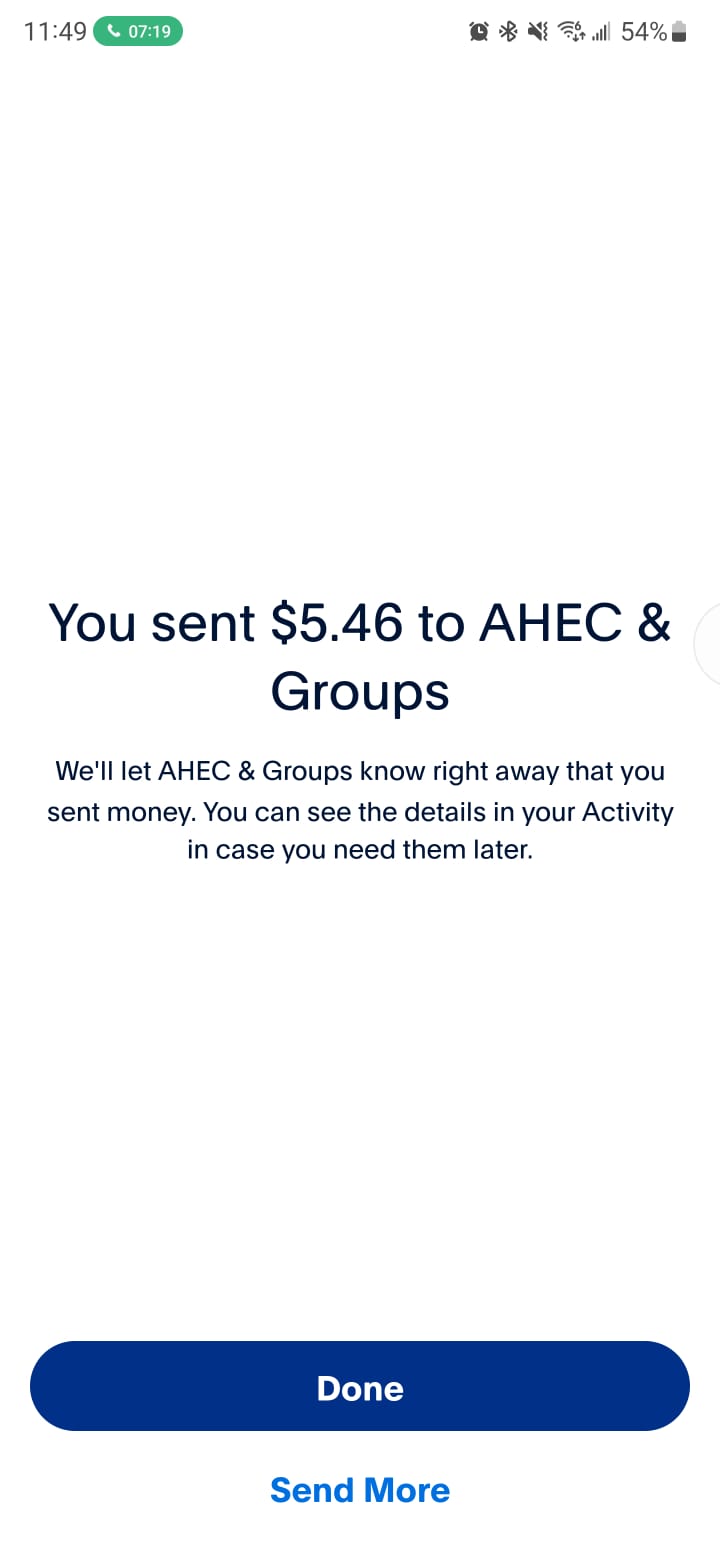 11:49 07:19 54%
You sent $5.46 to AHEC &
Groups
We'll let AHEC & Groups know right away that you
sent money. You can see the details in your Activity
in case you need them later.
Done
Send More